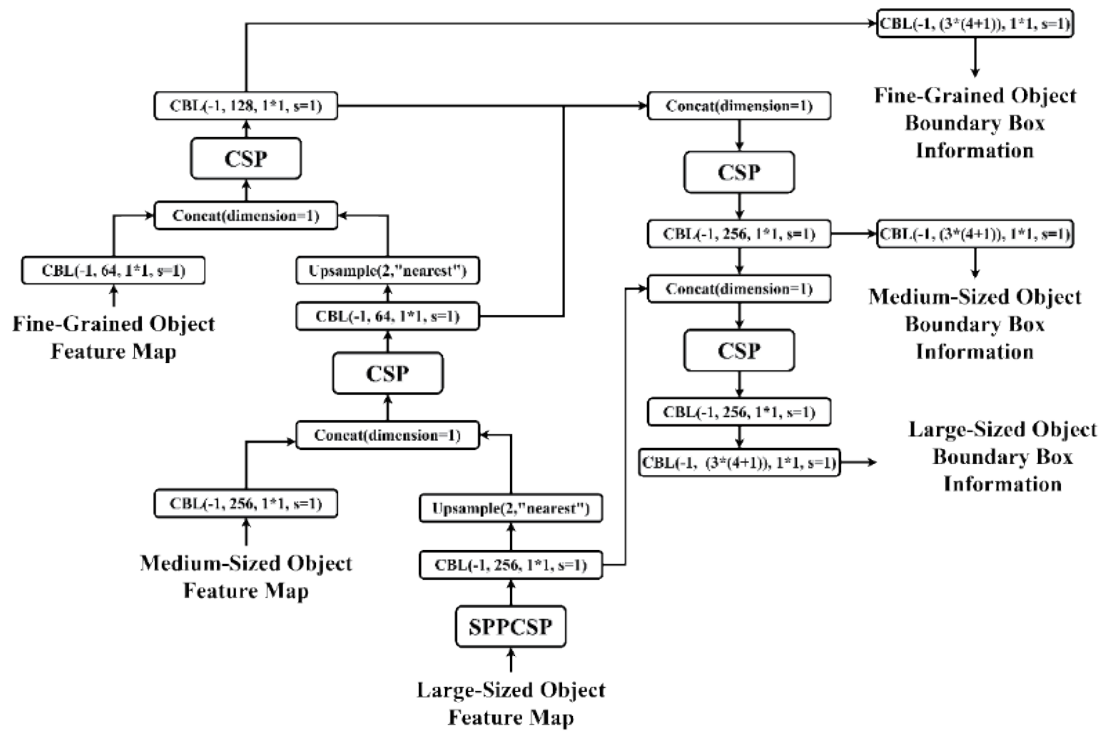 CBL(-1, (3*(4+1)), 1*1, s=1)
Fine-Grained Object
Boundary Box
Information
CBL(-1, 128, 1*1, s=1)
Concat(dimension=1)
CSP
CSP
Concat(dimension=1)
CBL(-1, 256, 1*1, s=1)
CBL(-1, (3*(4+1)), 1*1, s=1)
CBL(-1, 64, 1*1, s=1)
Upsample(2,"nearest")
Concat(dimension=1)
Medium-Sized Object
Boundary Box
Information
Fine-Grained Object
Feature Map
CBL(-1, 64, 1*1, s=1)
CSP
CSP
CBL(-1, 256, 1*1, s=1)
Concat(dimension=1)
CBL(-1, (3*(4+1)), 1*1, s=1)
Large-Sized Object
Boundary Box
Information
CBL(-1, 256, 1*1, s=1)
Upsample(2,"nearest")
Medium-Sized Object
Feature Map
CBL(-1, 256, 1*1, s=1)
SPPCSP
Large-Sized Object
Feature Map